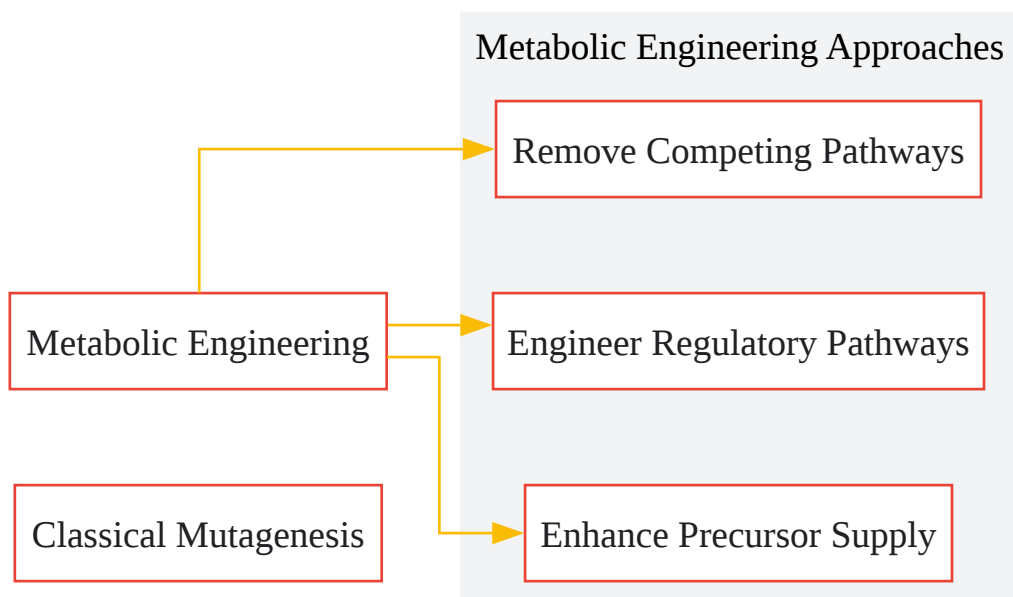 Metabolic Engineering Approaches
Remove Competing Pathways
Metabolic Engineering
Engineer Regulatory Pathways
Classical Mutagenesis
Enhance Precursor Supply